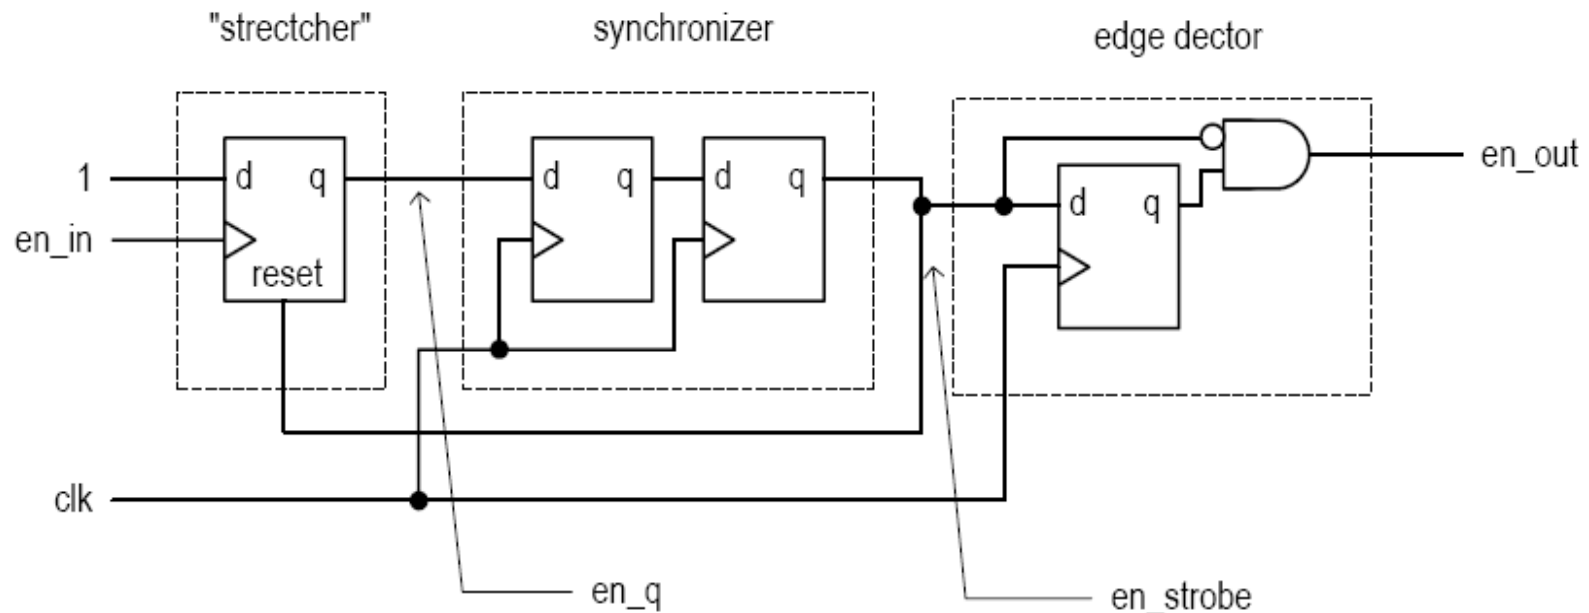 "strectcher"
synchronizer
edge dector
d q
d q
d q
d q
1
en_in
reset
en_out
clk
en_q
en_strobe